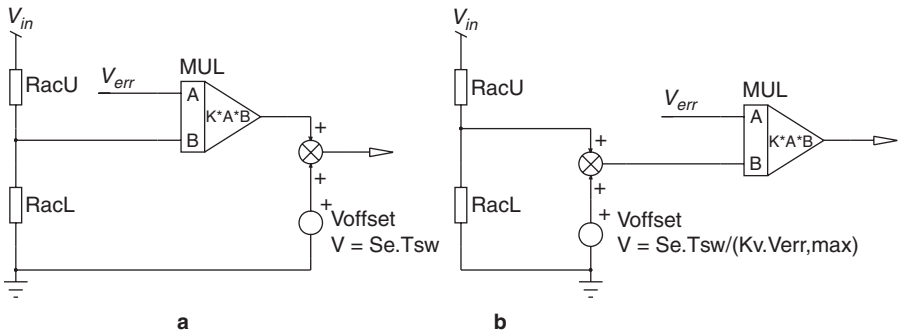 Vin
RacU
Verr
MUL
A
K*A*B
B
+
+
RacL
+
Voffset
V = Se.Tsw
a
Vin
RacU
Verr
MUL
A
K*A*B
B
+
+
RacL
+
Voffset
V = Se.Tsw/(Kv.Verr,max)
b